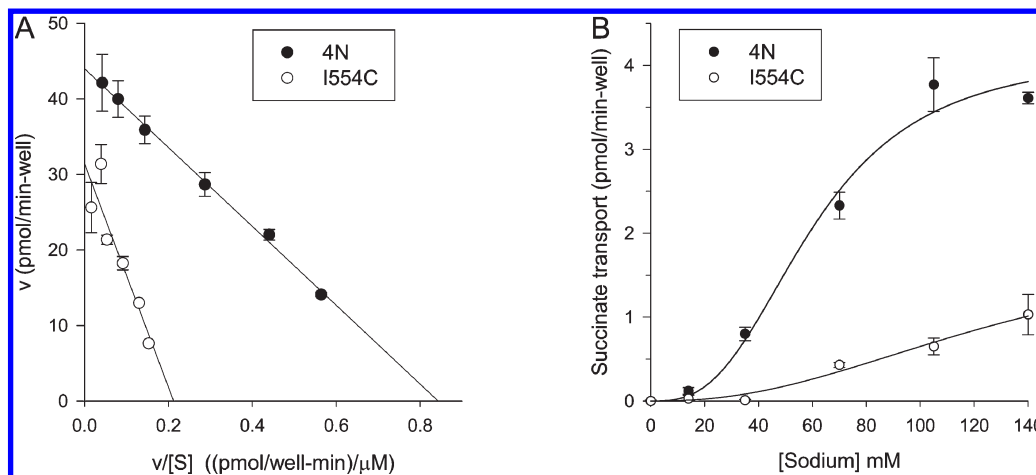 A
50
40
30
20
10
0
v (pmol/min-well)
4N
I554C
0.0 0.2 0.4 0.6 0.8
v/[S] ((pmol/well-min)/μM)
B
4
3
2
1
0
Succinate transport (pmol/min-well)
4N
I554C
0 20 40 60 80 100 120 140
[Sodium] mM